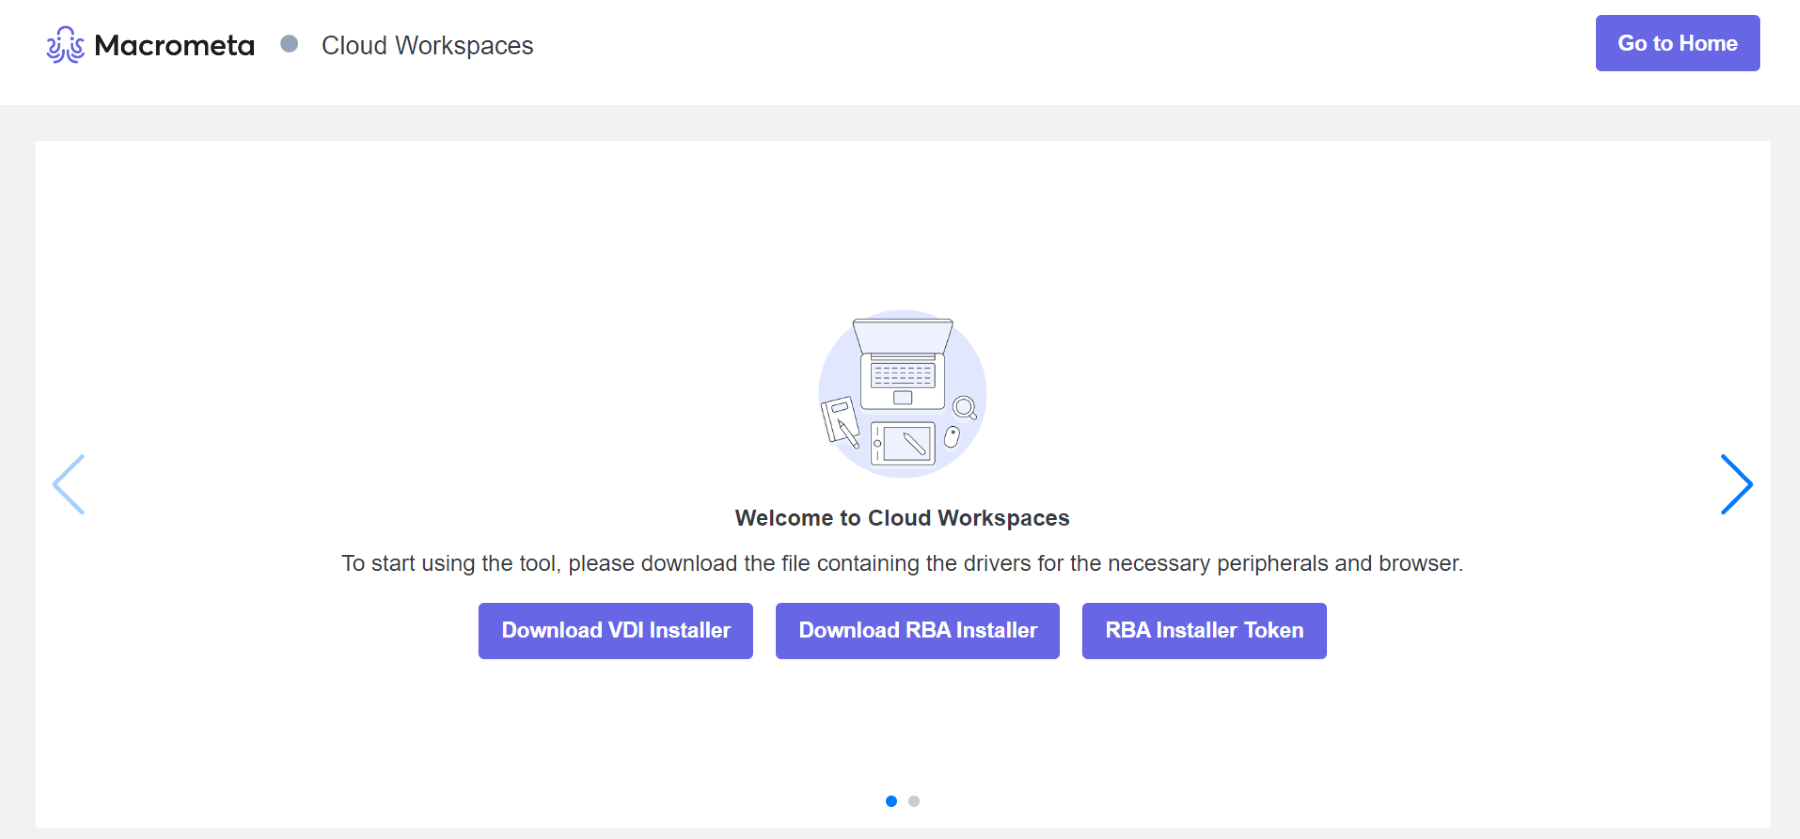 Macrometa
Cloud Workspaces
Go to Home
Welcome to Cloud Workspaces
To start using the tool, please download the file containing the drivers for the necessary peripherals and browser.
Download VDI Installer
Download RBA Installer
RBA Installer Token